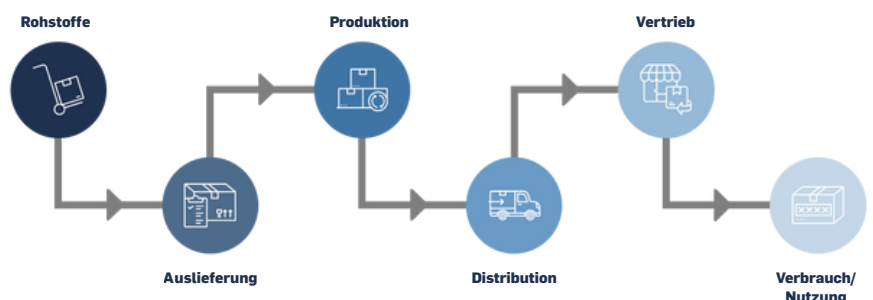 Rohstoffe
Produktion
Vertrieb
Auslieferung
Distribution
Verbrauch/
Nutzung